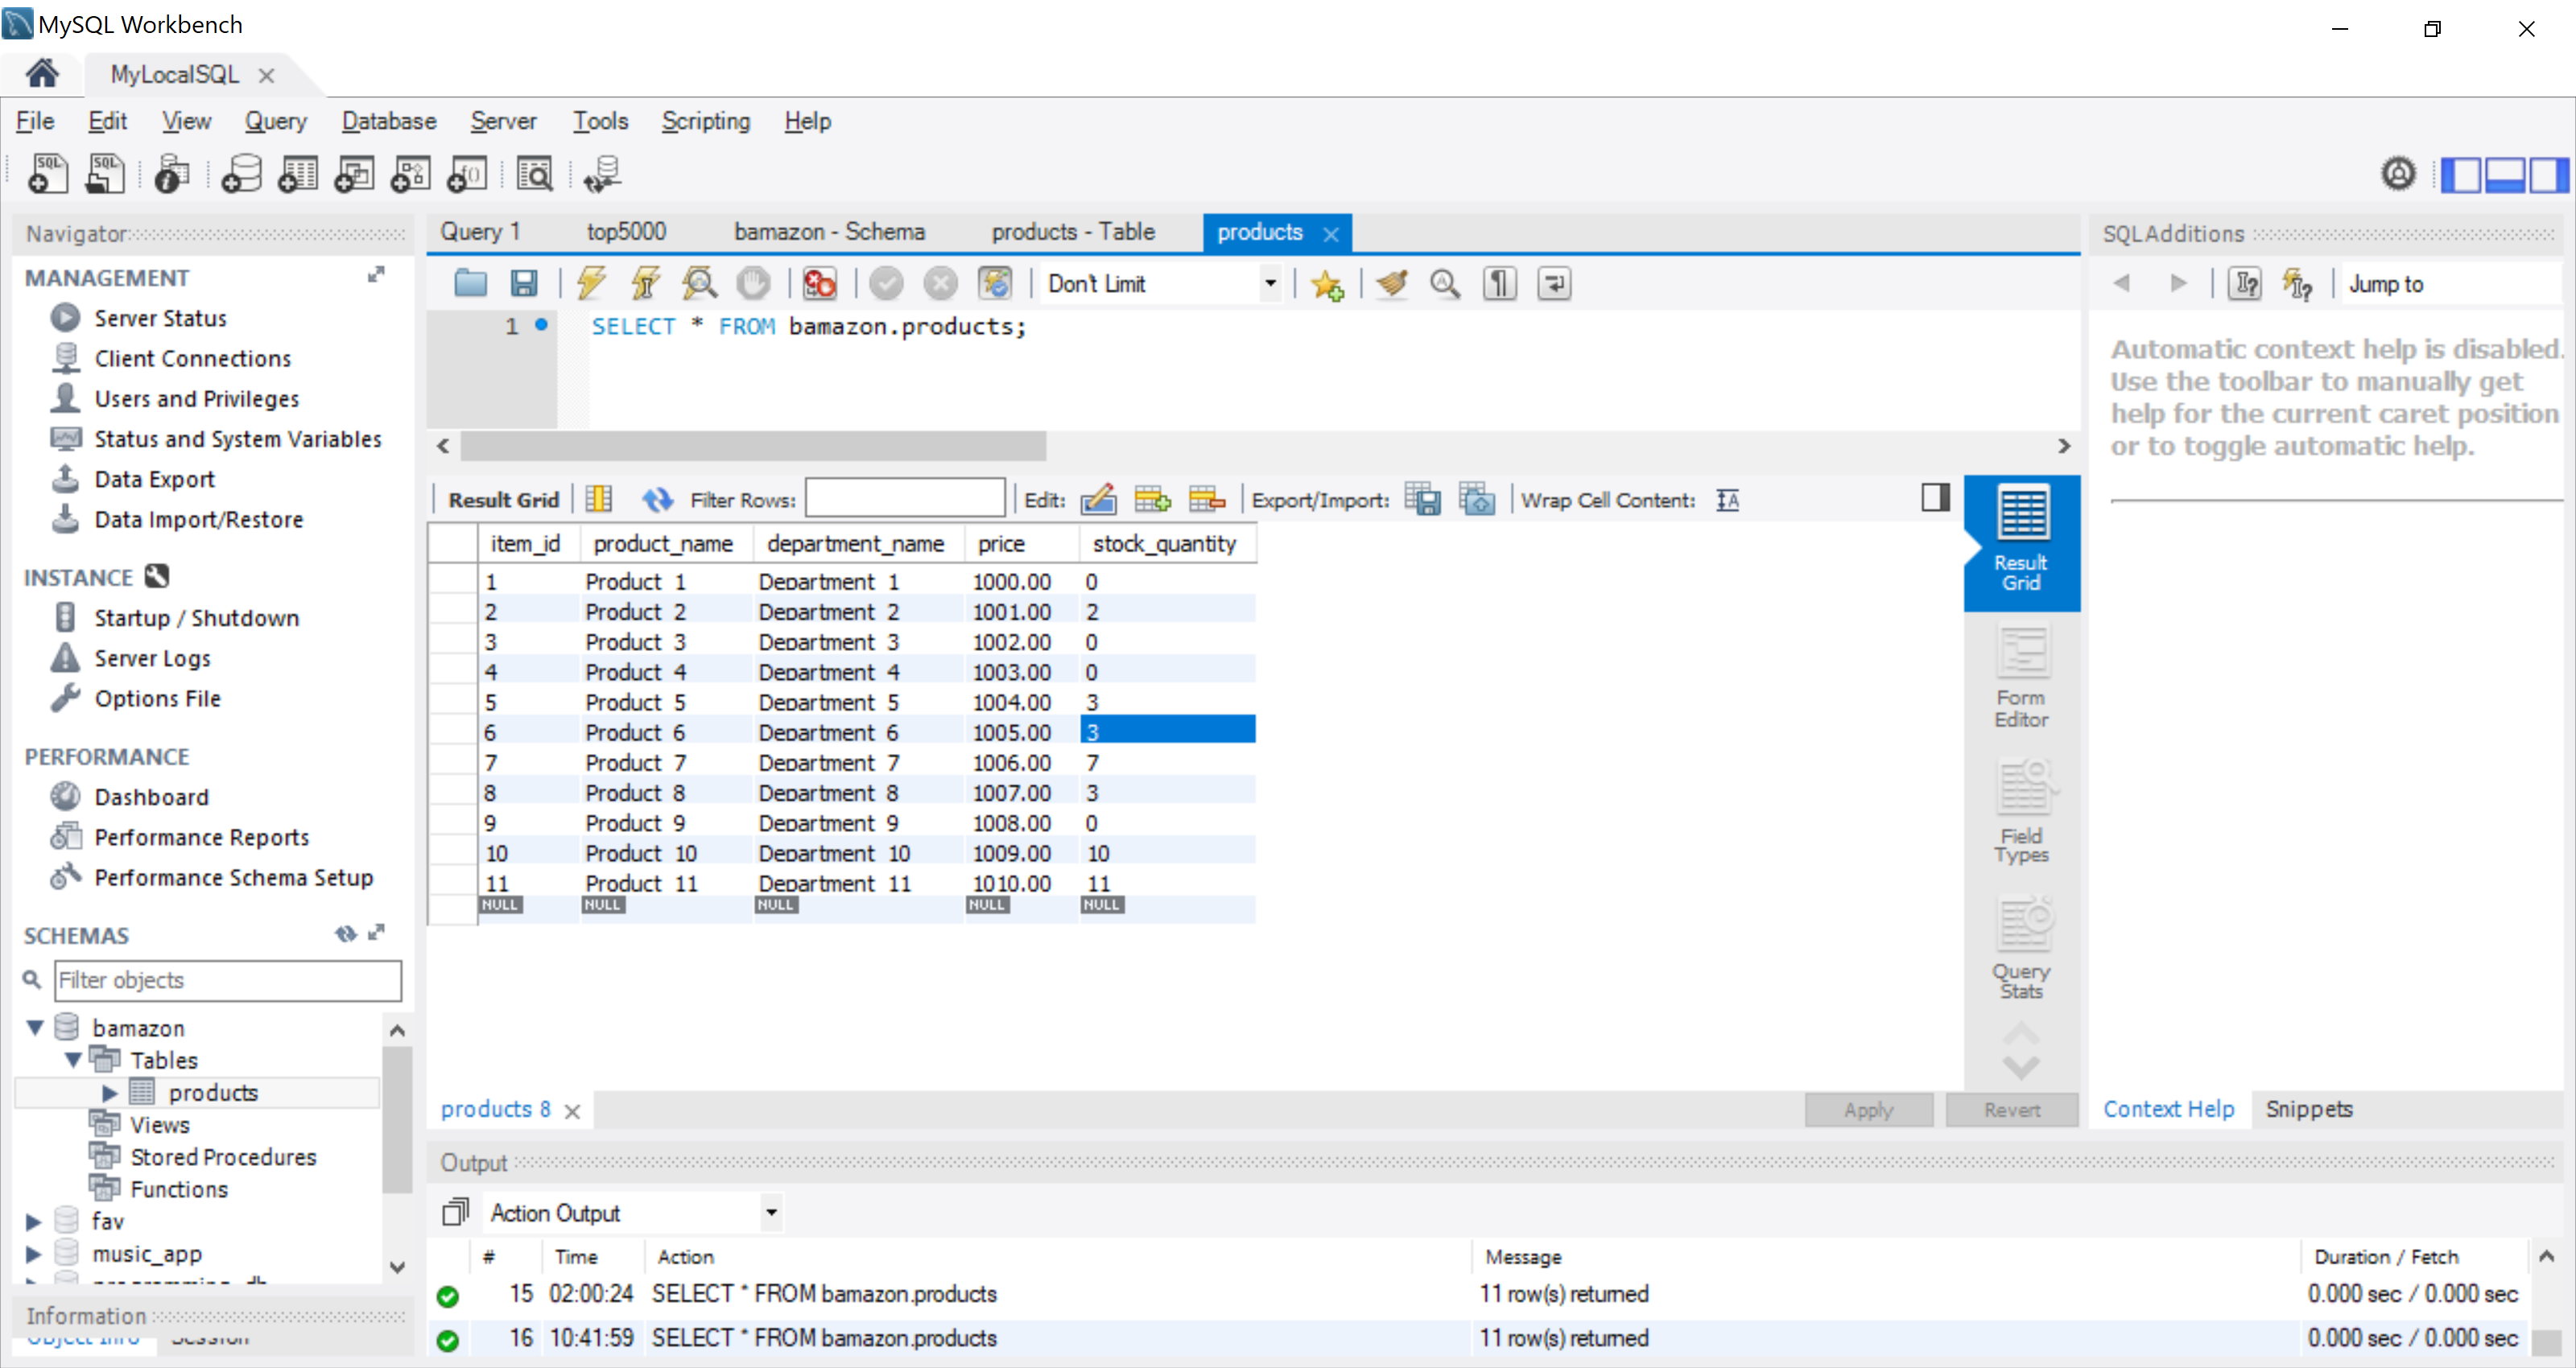 MySQL Workbench
MyLocalSQL
File Edit View Query Database Server Tools Scripting Help
Navigator
MANAGEMENT
Server Status
Client Connections
Users and Privileges
Status and System Variables
Data Export
Data Import/Restore
INSTANCE
Startup / Shutdown
Server Logs
Options File
PERFORMANCE
Dashboard
Performance Reports
Performance Schema Setup
SCHEMAS
Filter objects
bamazon
Tables
products
Views
Stored Procedures
Functions
fav
music_app
Information
Query 1 top5000 bamazon - Schema products - Table products
Don't Limit
1 SELECT * FROM bamazon.products;
Result Grid Filter Rows: Edit: Export/Import: Wrap Cell Content:
item_id product_name department_name price stock_quantity
1 Product 1 Department 1 1000.00 0
2 Product 2 Department 2 1001.00 2
3 Product 3 Department 3 1002.00 0
4 Product 4 Department 4 1003.00 0
5 Product 5 Department 5 1004.00 3
6 Product 6 Department 6 1005.00 3
7 Product 7 Department 7 1006.00 7
8 Product 8 Department 8 1007.00 3
9 Product 9 Department 9 1008.00 0
10 Product 10 Department 10 1009.00 10
11 Product 11 Department 11 1010.00 11
NULL NULL NULL NULL NULL
Result
Grid
Form
Editor
Field
Types
Query
Stats
products 8
Apply Revert
SQLAdditions
Jump to
Automatic context help is disabled.
Use the toolbar to manually get
help for the current caret position
or to toggle automatic help.
Context Help Snippets
Output
Action Output
# Time Action Message Duration / Fetch
15 02:00:24 SELECT * FROM bamazon.products 11 row(s) returned 0.000 sec / 0.000 sec
16 10:41:59 SELECT * FROM bamazon.products 11 row(s) returned 0.000 sec / 0.000 sec